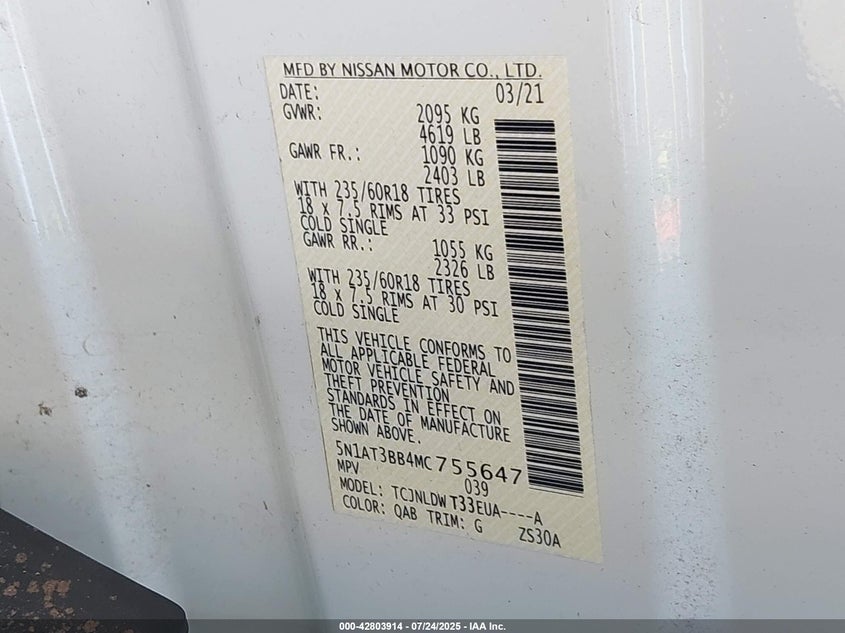 MFD BY NISSAN MOTOR CO., LTD.
DATE: 03/21
GVWR: 2095 KG
4619 LB
GAWR FR.: 1090 KG
2403 LB
WITH 235/60R18 TIRES
18 x 7.5 RIMS AT 33 PSI
COLD SINGLE
GAWR RR.: 1055 KG
2326 LB
WITH 235/60R18 TIRES
18 x 7.5 RIMS AT 30 PSI
COLD SINGLE
THIS VEHICLE CONFORMS TO
ALL APPLICABLE FEDERAL
MOTOR VEHICLE SAFETY AND
THEFT PREVENTION
STANDARDS IN EFFECT ON
THE DATE OF MANUFACTURE
SHOWN ABOVE.
5N1AT3BB4MC755647
MPV 039
MODEL: TCJNLDW T33EUA----A
COLOR: QAB TRIM: G ZS30A
000-42803914 - 07/24/2025 - IAA Inc.